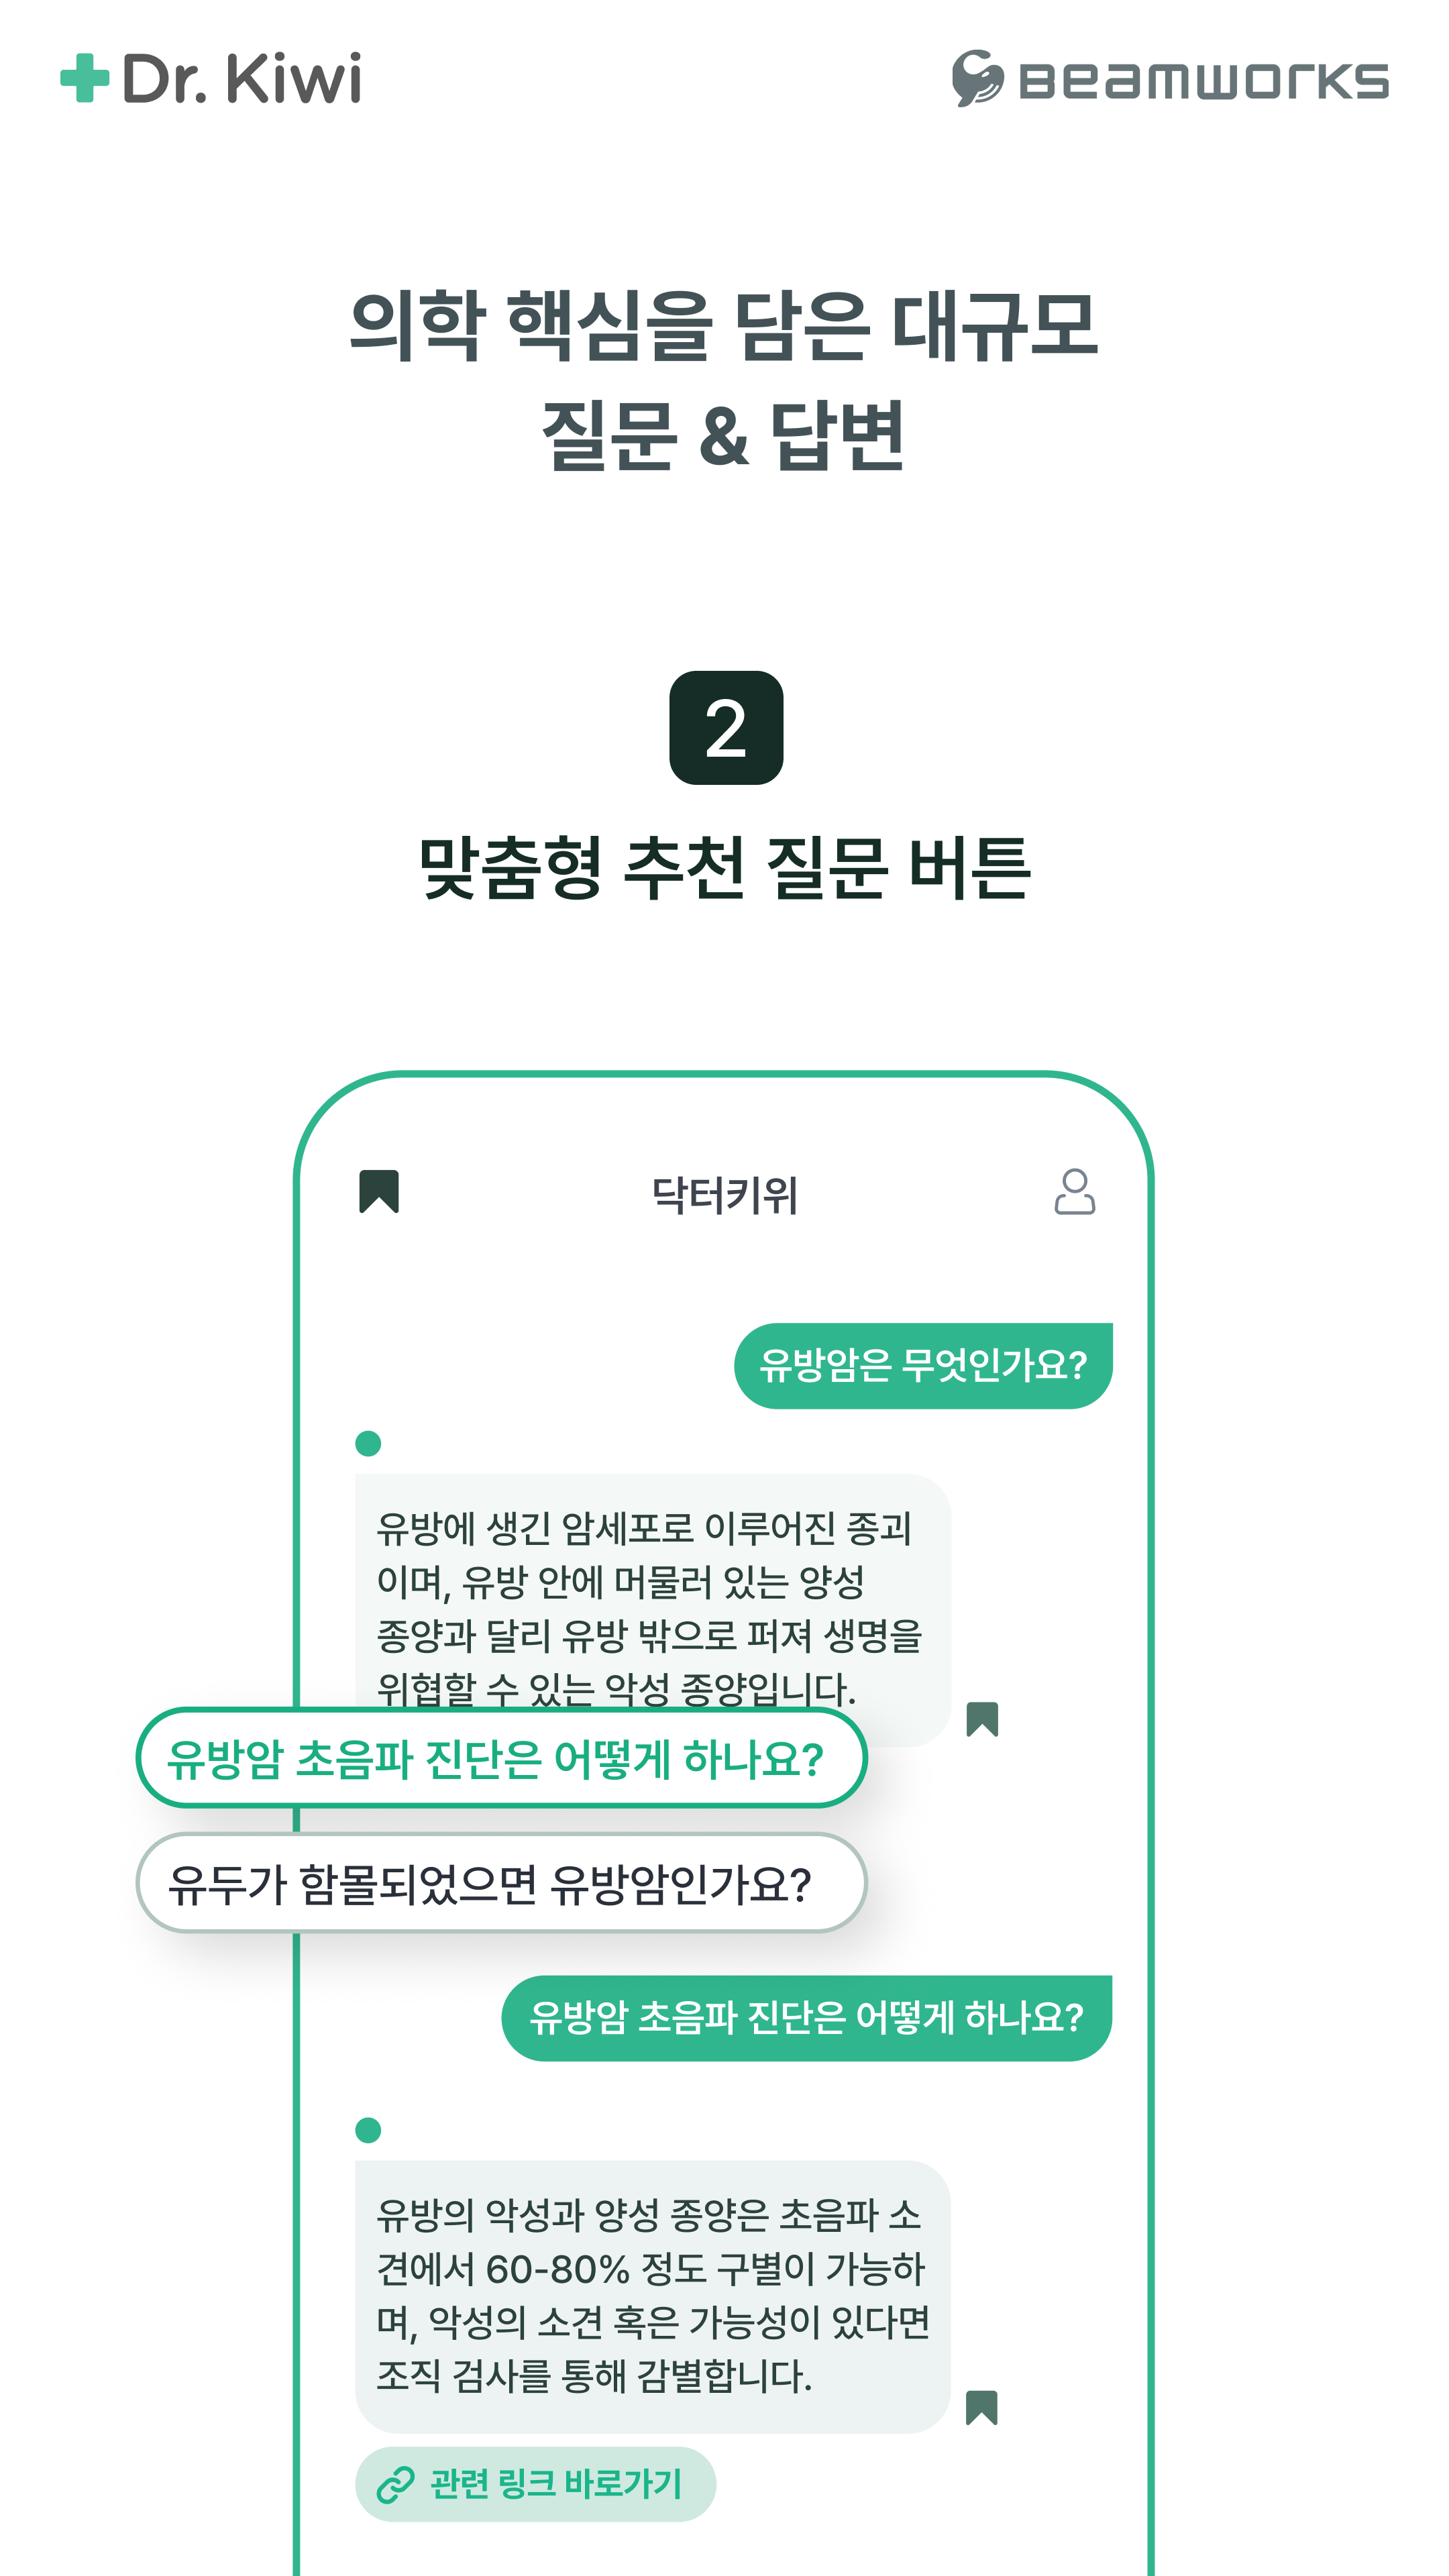 Dr. Kiwi
BEAMWORKS
의학 핵심을 담은 대규모
질문 & 답변
2
맞춤형 추천 질문 버튼
닥터키위
유방암은 무엇인가요?
유방에 생긴 암세포로 이루어진 종괴
이며, 유방 안에 머물러 있는 양성
종양과 달리 유방 밖으로 퍼져 생명을
위협할 수 있는 악성 종양입니다.
유방암 초음파 진단은 어떻게 하나요?
유두가 함몰되었으면 유방암인가요?
유방암 초음파 진단은 어떻게 하나요?
유방의 악성과 양성 종양은 초음파 소
견에서 60-80% 정도 구별이 가능하
며, 악성의 소견 혹은 가능성이 있다면
조직 검사를 통해 감별합니다.
관련 링크 바로가기